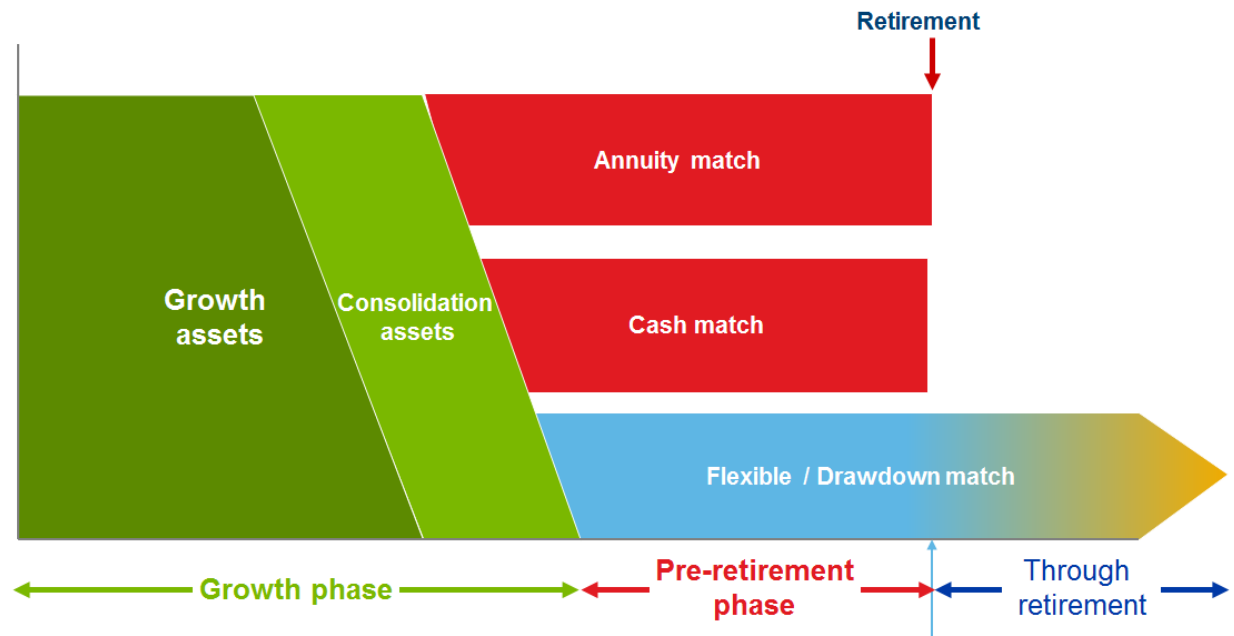 Retirement
Annuity match
Growth
assets
Consolidation
assets
Cash match
Flexible / Drawdown match
Growth phase
Pre-retirement
phase
Through
retirement